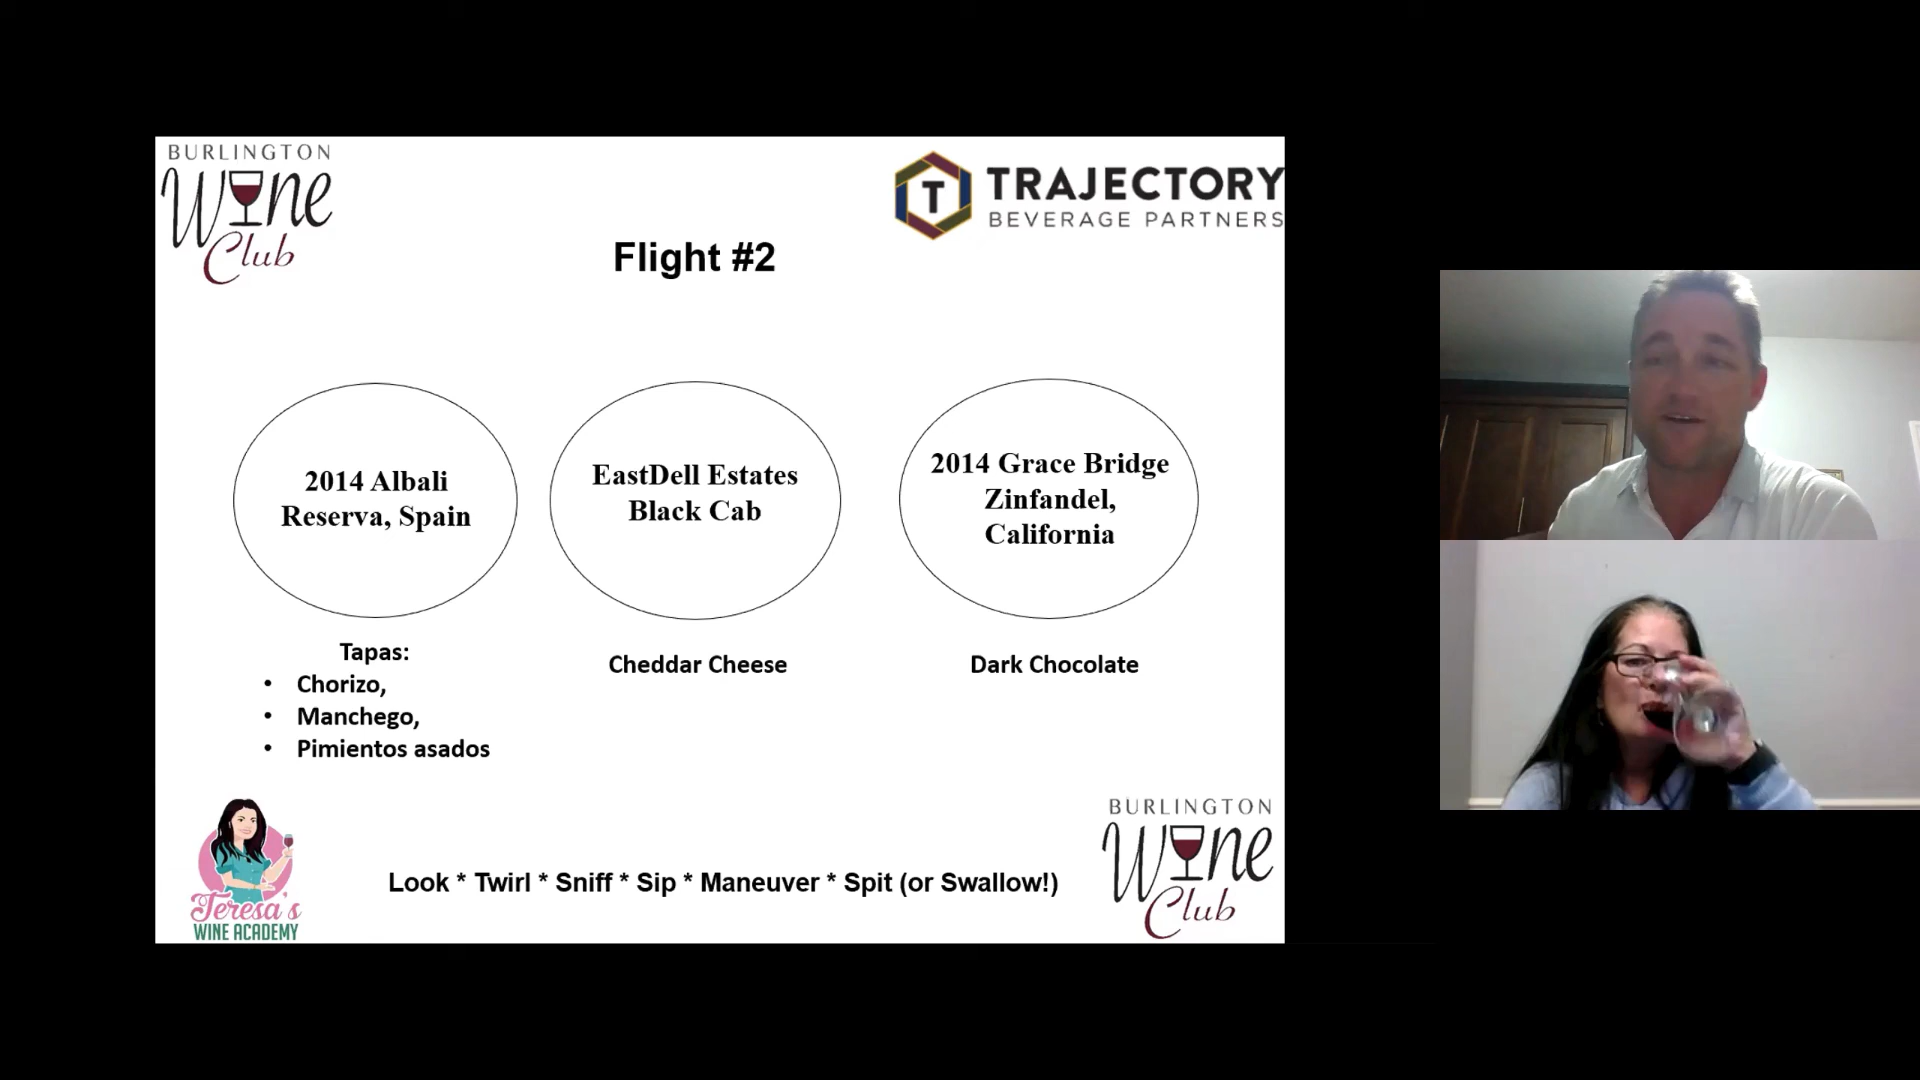 BURLINGTON
Wine
Club
T
TRAJECTORY
BEVERAGE PARTNERS
Flight #2
2014 Albali
Reserva, Spain
EastDell Estates
Black Cab
2014 Grace Bridge
Zinfandel,
California
Tapas:
• Chorizo,
• Manchego,
• Pimientos asados
Cheddar Cheese
Dark Chocolate
Teresa's
WINE ACADEMY
Look * Twirl * Sniff * Sip * Maneuver * Spit (or Swallow!)
BURLINGTON
Wine
Club